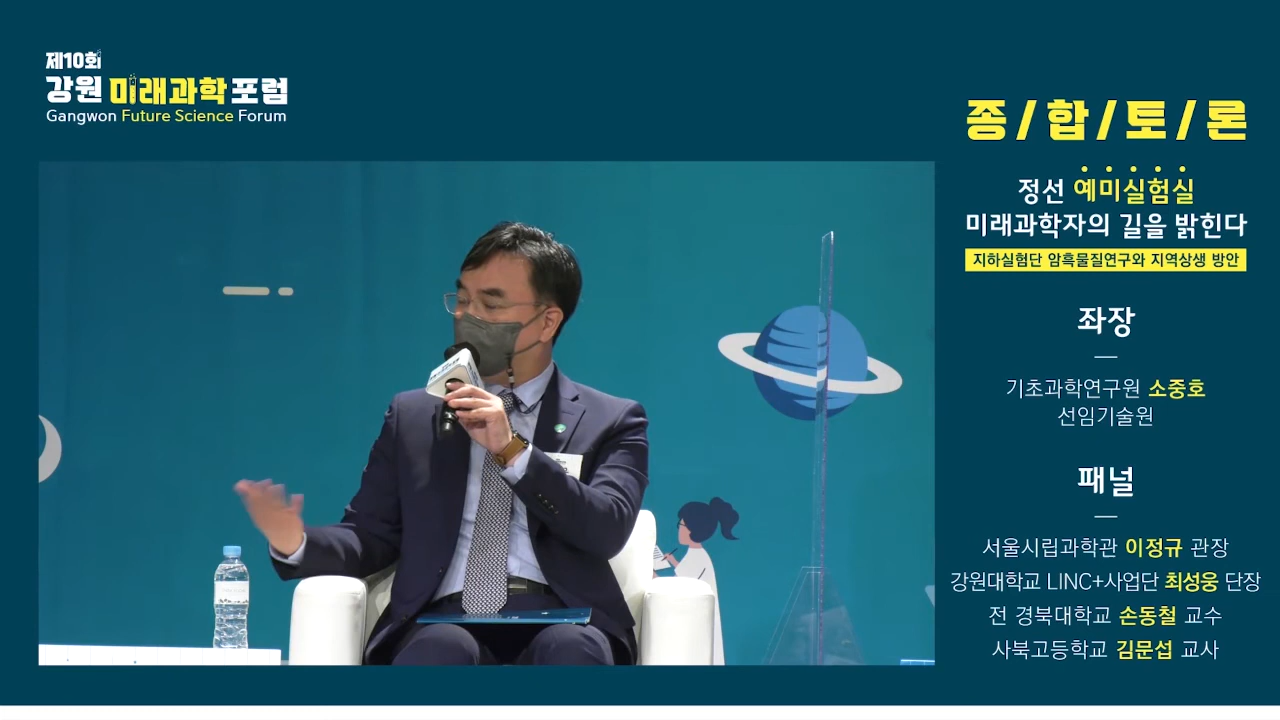 제10회
강원 미래과학 포럼
Gangwon Future Science Forum
종/합/토/론
정선 예미실험실
미래과학자의 길을 밝힌다
지하실험단 암흑물질연구와 지역상생 방안
좌장
기초과학연구원 소중호
선임기술원
패널
서울시립과학관 이정규 관장
강원대학교 LINC+사업단 최성웅 단장
전 경북대학교 손동철 교수
사북고등학교 김문섭 교사